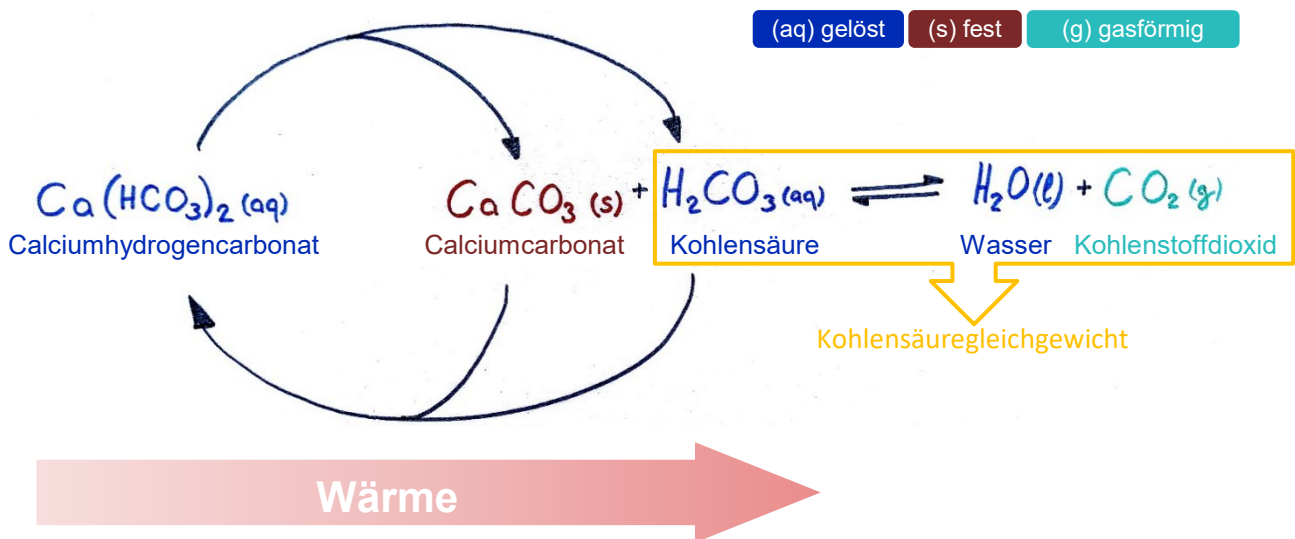 (aq) gelöst (s) fest (g) gasförmig
Ca(HCO₃)₂ (aq) CaCO₃ (s) + H₂CO₃ (aq) ⇌ H₂O(l) + CO₂ (g)
Calciumhydrogencarbonat Calciumcarbonat Kohlensäure Wasser Kohlenstoffdioxid
Kohlensäuregleichgewicht
Wärme